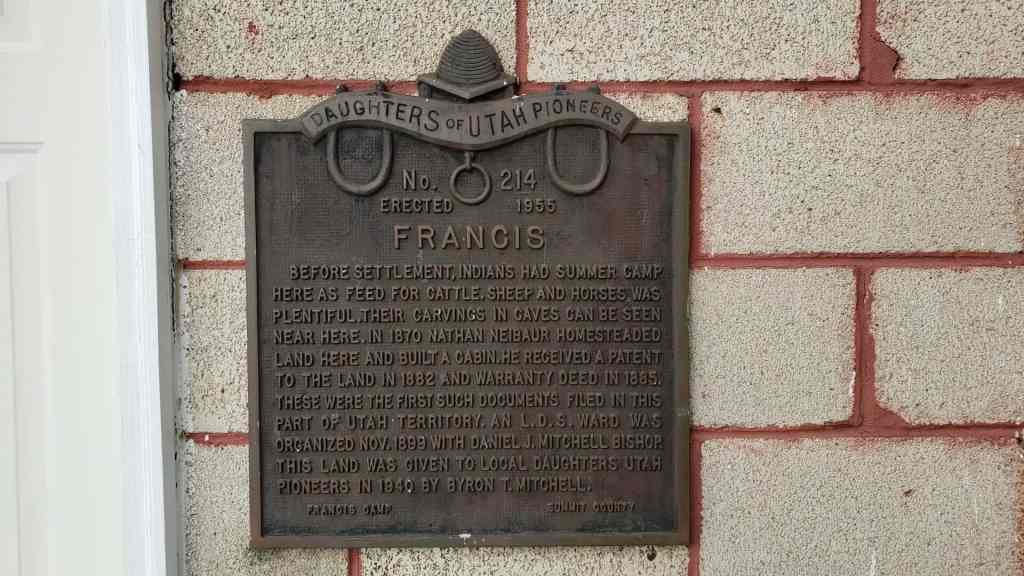 DAUGHTERS OF UTAH PIONEERS
No. 214
ERECTED 1955
FRANCIS
BEFORE SETTLEMENT, INDIANS HAD SUMMER CAMP
HERE AS FEED FOR CATTLE, SHEEP AND HORSES WAS
PLENTIFUL. THEIR CARVINGS IN CAVES CAN BE SEEN
NEAR HERE. IN 1870 NATHAN NEIBAUR HOMESTEADED
LAND HERE AND BUILT A CABIN. HE RECEIVED A PATENT
TO THE LAND IN 1882 AND WARRANTY DEED IN 1885.
THESE WERE THE FIRST SUCH DOCUMENTS FILED IN THIS
PART OF UTAH TERRITORY. AN L.D.S. WARD WAS
ORGANIZED NOV. 1899 WITH DANIEL J. MITCHELL BISHOP
THIS LAND WAS GIVEN TO LOCAL DAUGHTERS UTAH
PIONEERS IN 1940 BY BYRON T. MITCHELL.
FRANCIS CAMP SUMMIT COUNTY